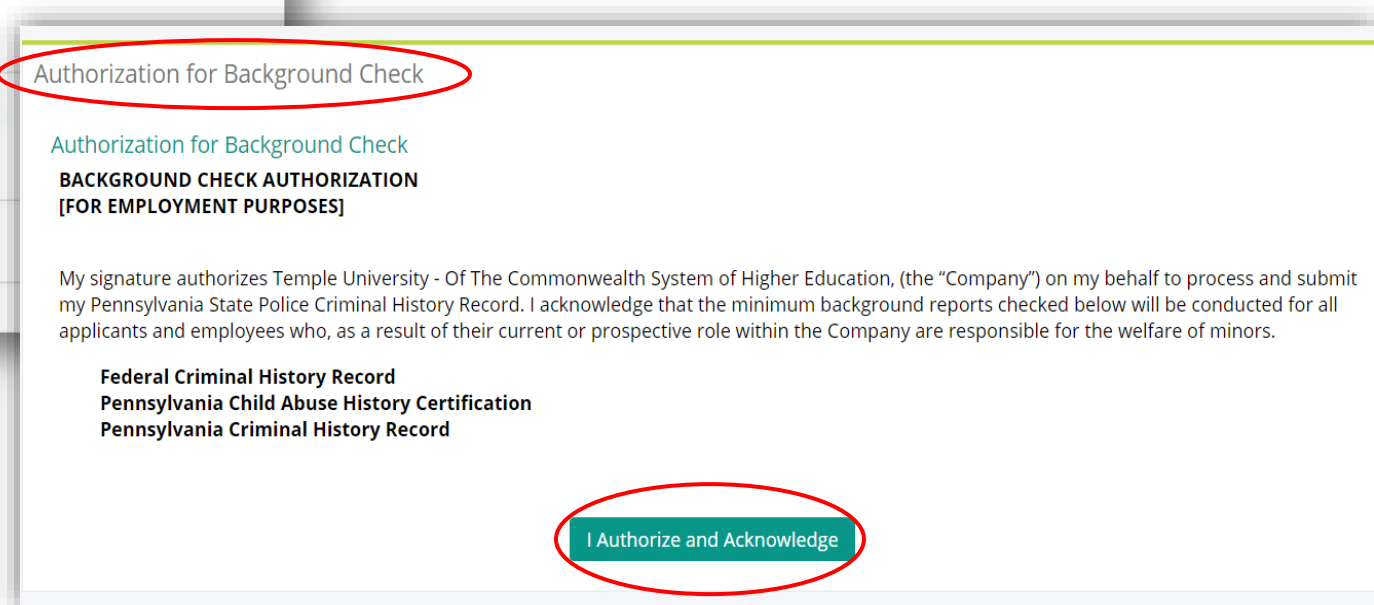 Authorization for Background Check
Authorization for Background Check
BACKGROUND CHECK AUTHORIZATION
[FOR EMPLOYMENT PURPOSES]
My signature authorizes Temple University - Of The Commonwealth System of Higher Education, (the “Company”) on my behalf to process and submit
my Pennsylvania State Police Criminal History Record. I acknowledge that the minimum background reports checked below will be conducted for all
applicants and employees who, as a result of their current or prospective role within the Company are responsible for the welfare of minors.
Federal Criminal History Record
Pennsylvania Child Abuse History Certification
Pennsylvania Criminal History Record
I Authorize and Acknowledge